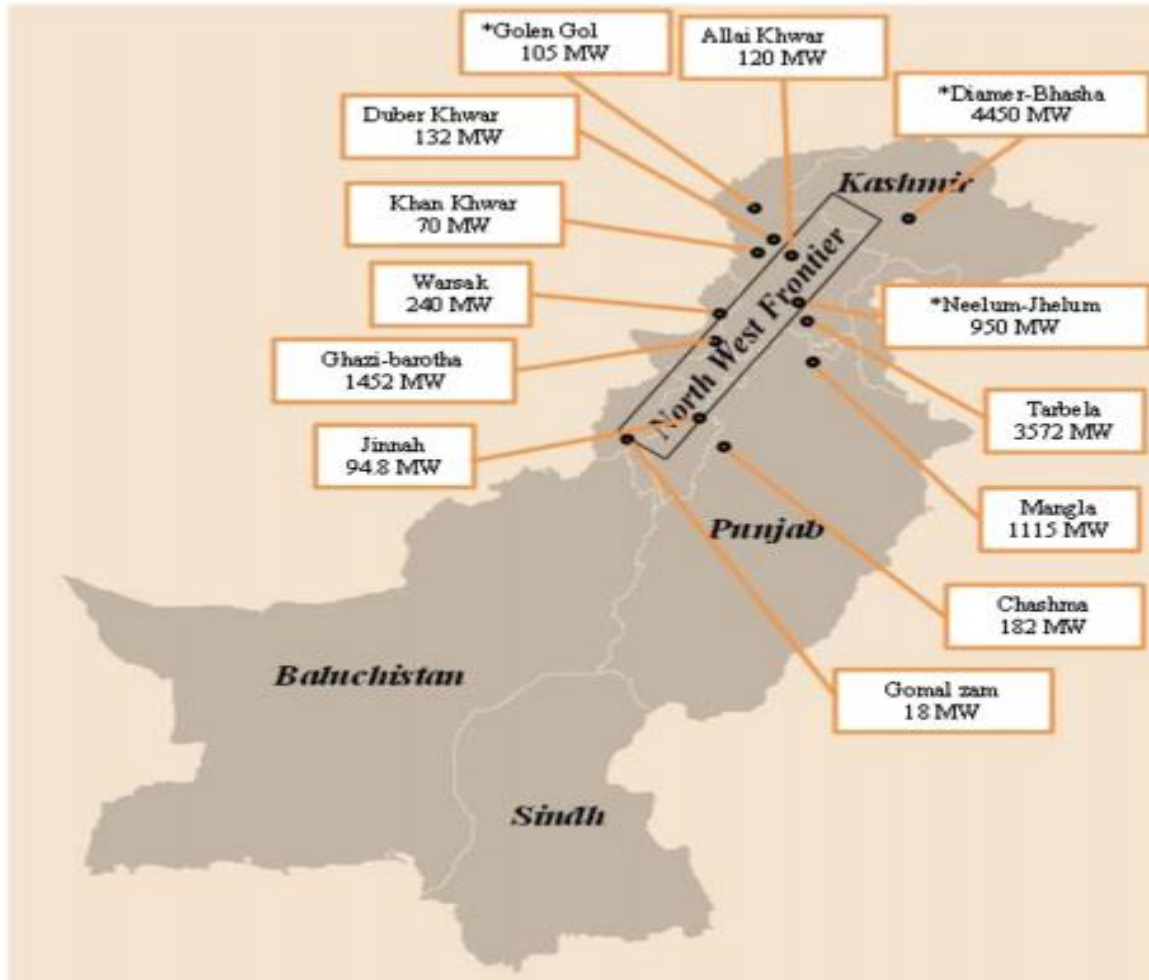 *Golen Gol
105 MW
Allai Khwar
120 MW
*Diamer-Bhasha
4450 MW
Duber Khwar
132 MW
Kashmir
Khan Khwar
70 MW
Warsak
240 MW
North West Frontier
*Neelum-Jhelum
950 MW
Ghazi-barotha
1452 MW
Tarbela
3572 MW
Jinnah
94.8 MW
Mangla
1115 MW
Punjab
Chashma
182 MW
Baluchistan
Gomal zam
18 MW
Sindh